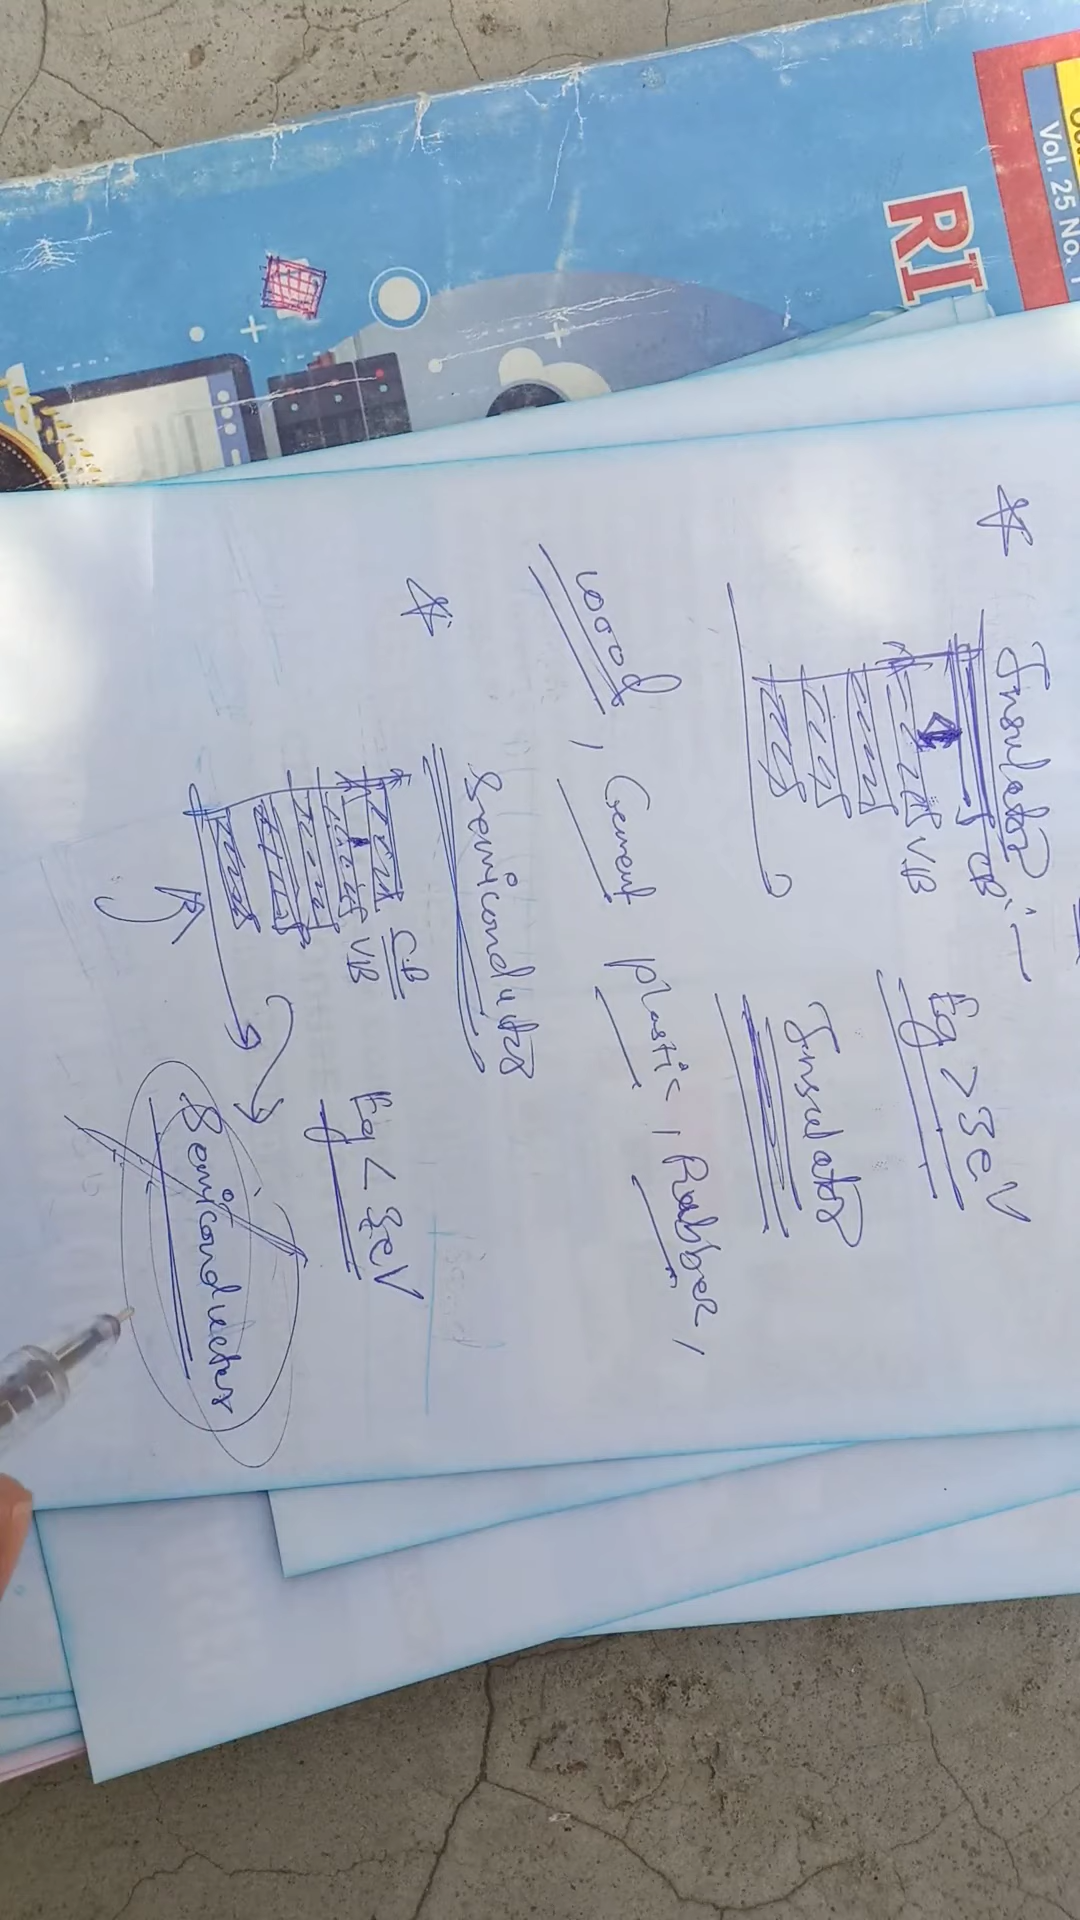 Vol. 25 No. 1
RI
Insulator :-
CB
VB
Eg > 3eV
Insulator
wood, Cement plastic, Rubber,
Semiconductor
C.B
VB
Eg < 3eV
Semiconductor